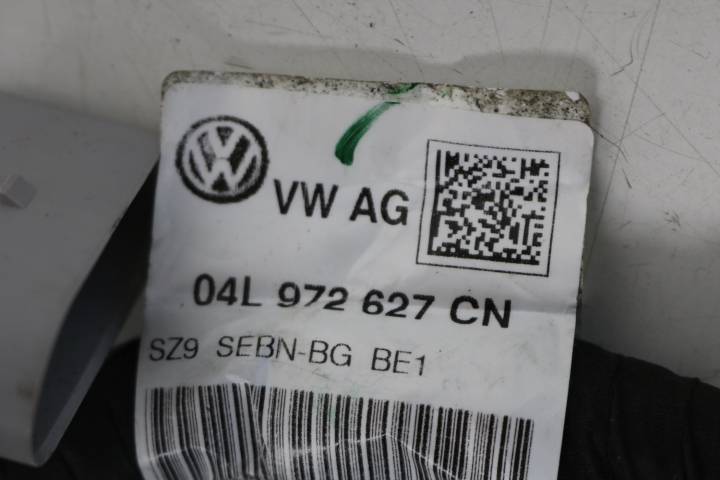 VW AG
04L 972 627 CN
SZ9 SEBN-BG BE1